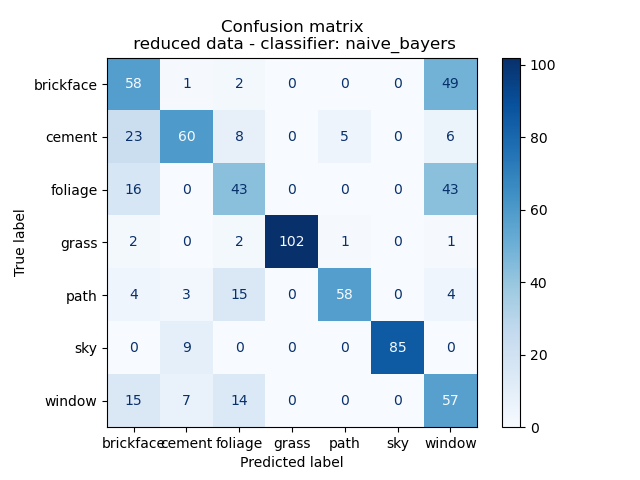 Confusion matrix
reduced data - classifier: naive_bayers
brickface 58 1 2 0 0 0 49
cement 23 60 8 0 5 0 6
foliage 16 0 43 0 0 0 43
grass 2 0 2 102 1 0 1
path 4 3 15 0 58 0 4
sky 0 9 0 0 0 85 0
window 15 7 14 0 0 0 57
brickface cement foliage grass path sky window
Predicted label
True label
100
80
60
40
20
0